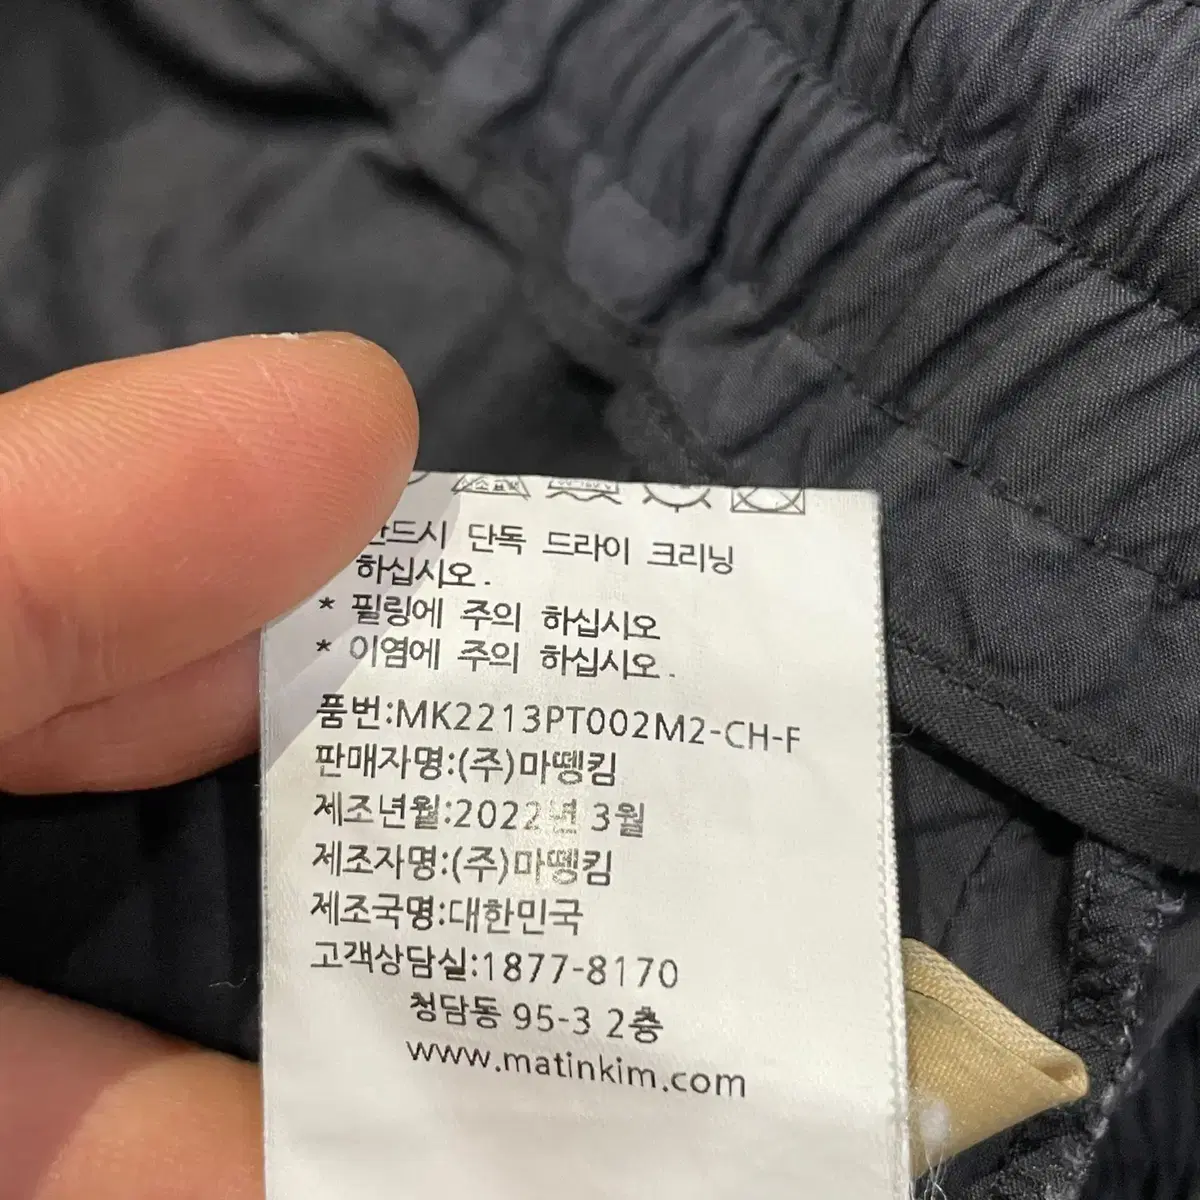 단독 드라이 크리닝
하십시오.
* 필링에 주의 하십시오
* 이염에 주의 하십시오.
품번:MK2213PT002M2-CH-F
판매자명:(주)마뗑킴
제조년월:2022년 3월
제조자명:(주)마뗑킴
제조국명:대한민국
고객상담실:1877-8170
청담동 95-3 2층
www.matinkim.com